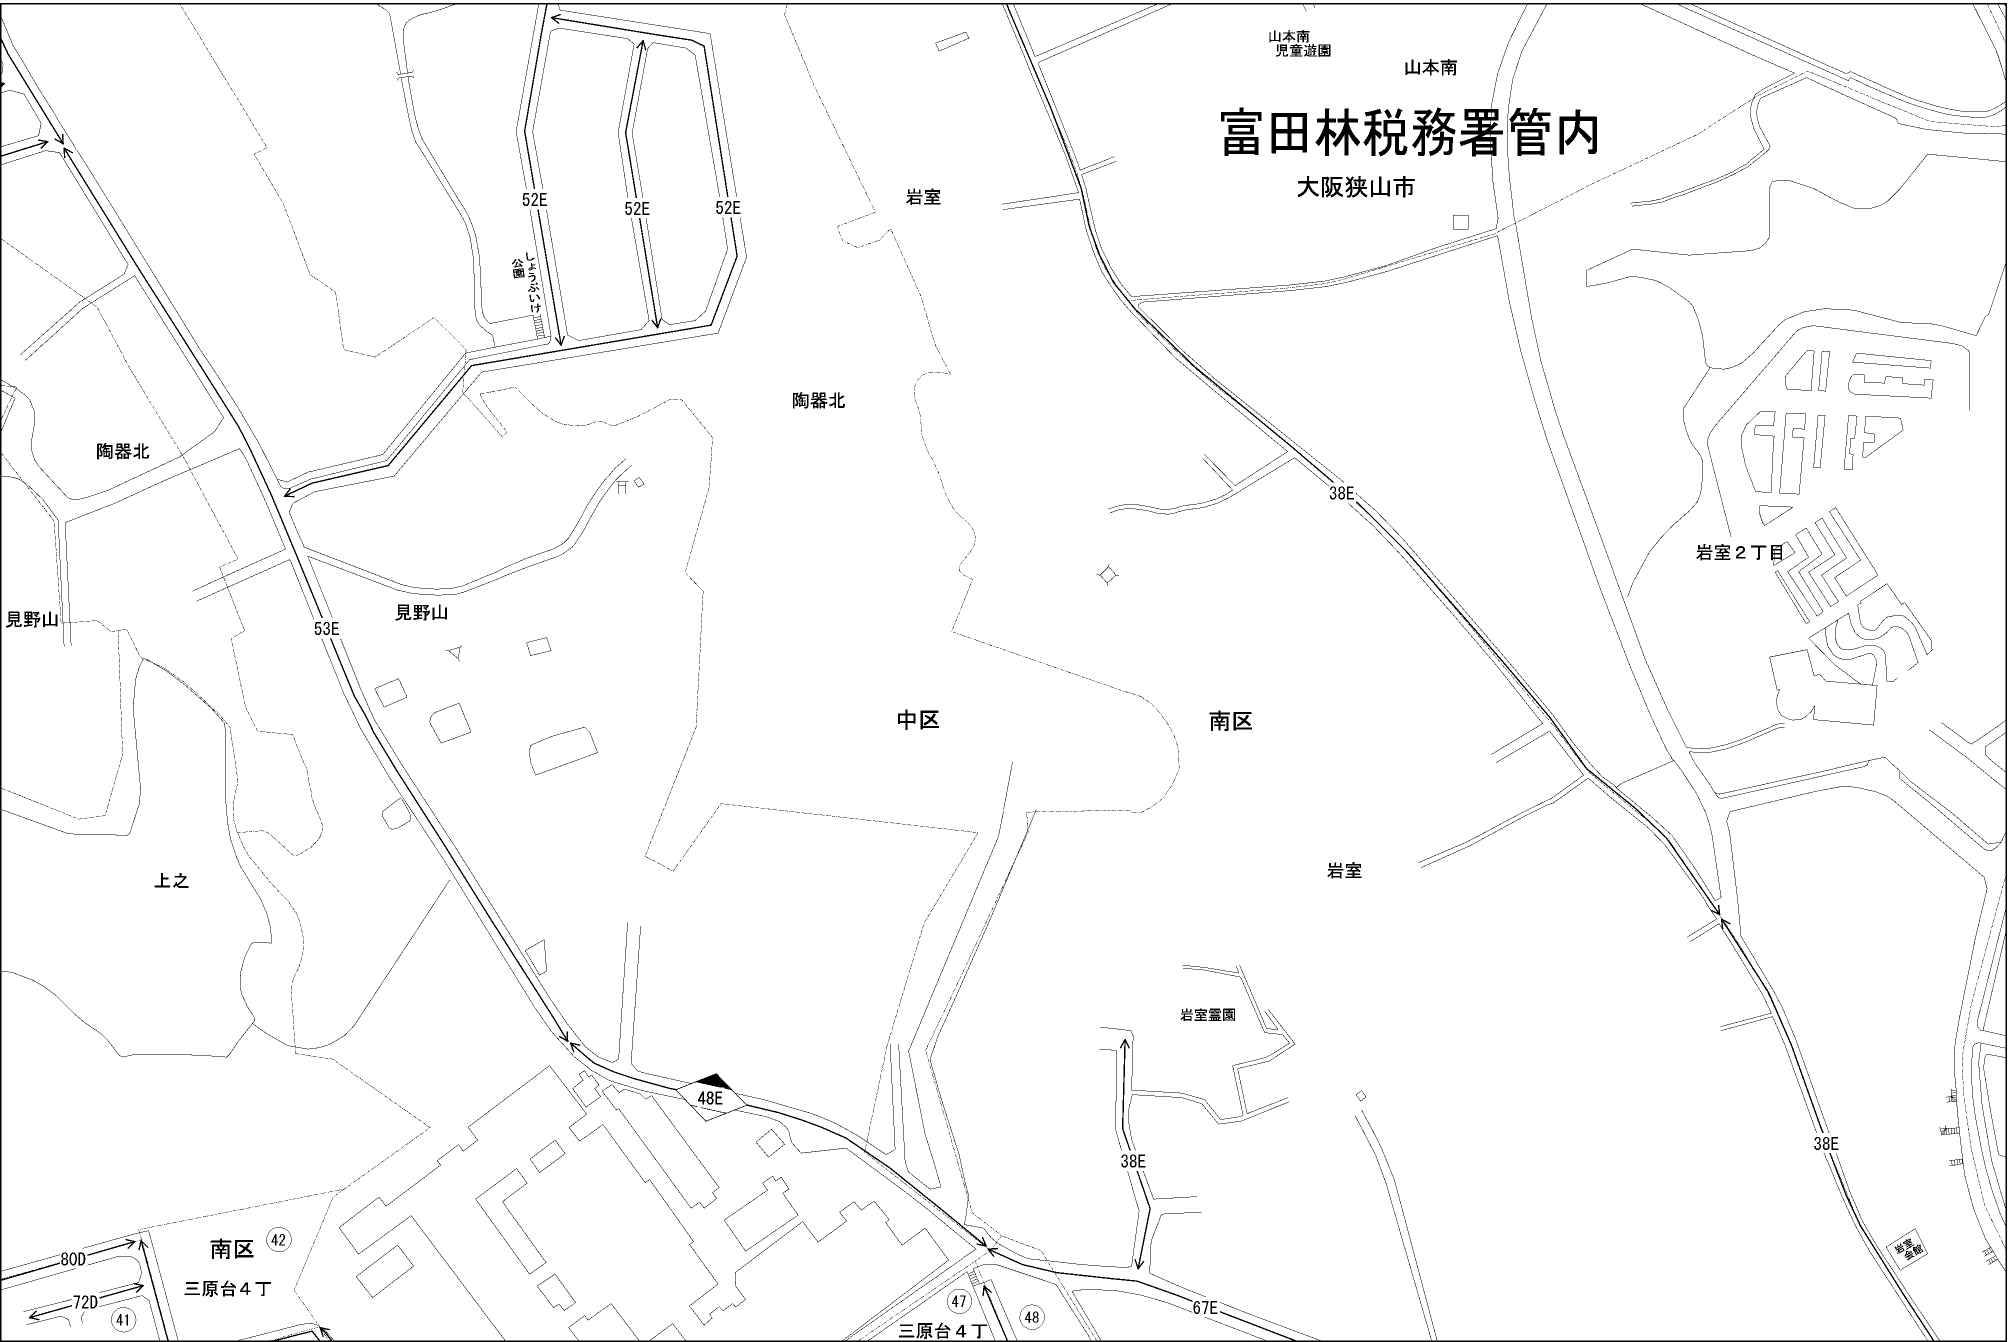 山本南
児童遊園
山本南
富田林税務署管内
大阪狭山市
52E
52E
52E
岩室
しょうぶいけ
公園
陶器北
陶器北
38E
岩室2丁目
見野山
見野山
53E
中区
南区
上之
岩室
岩室霊園
48E
38E
38E
岩室
会館
南区
42
80D
三原台4丁
72D
41
47
48
67E
三原台4丁